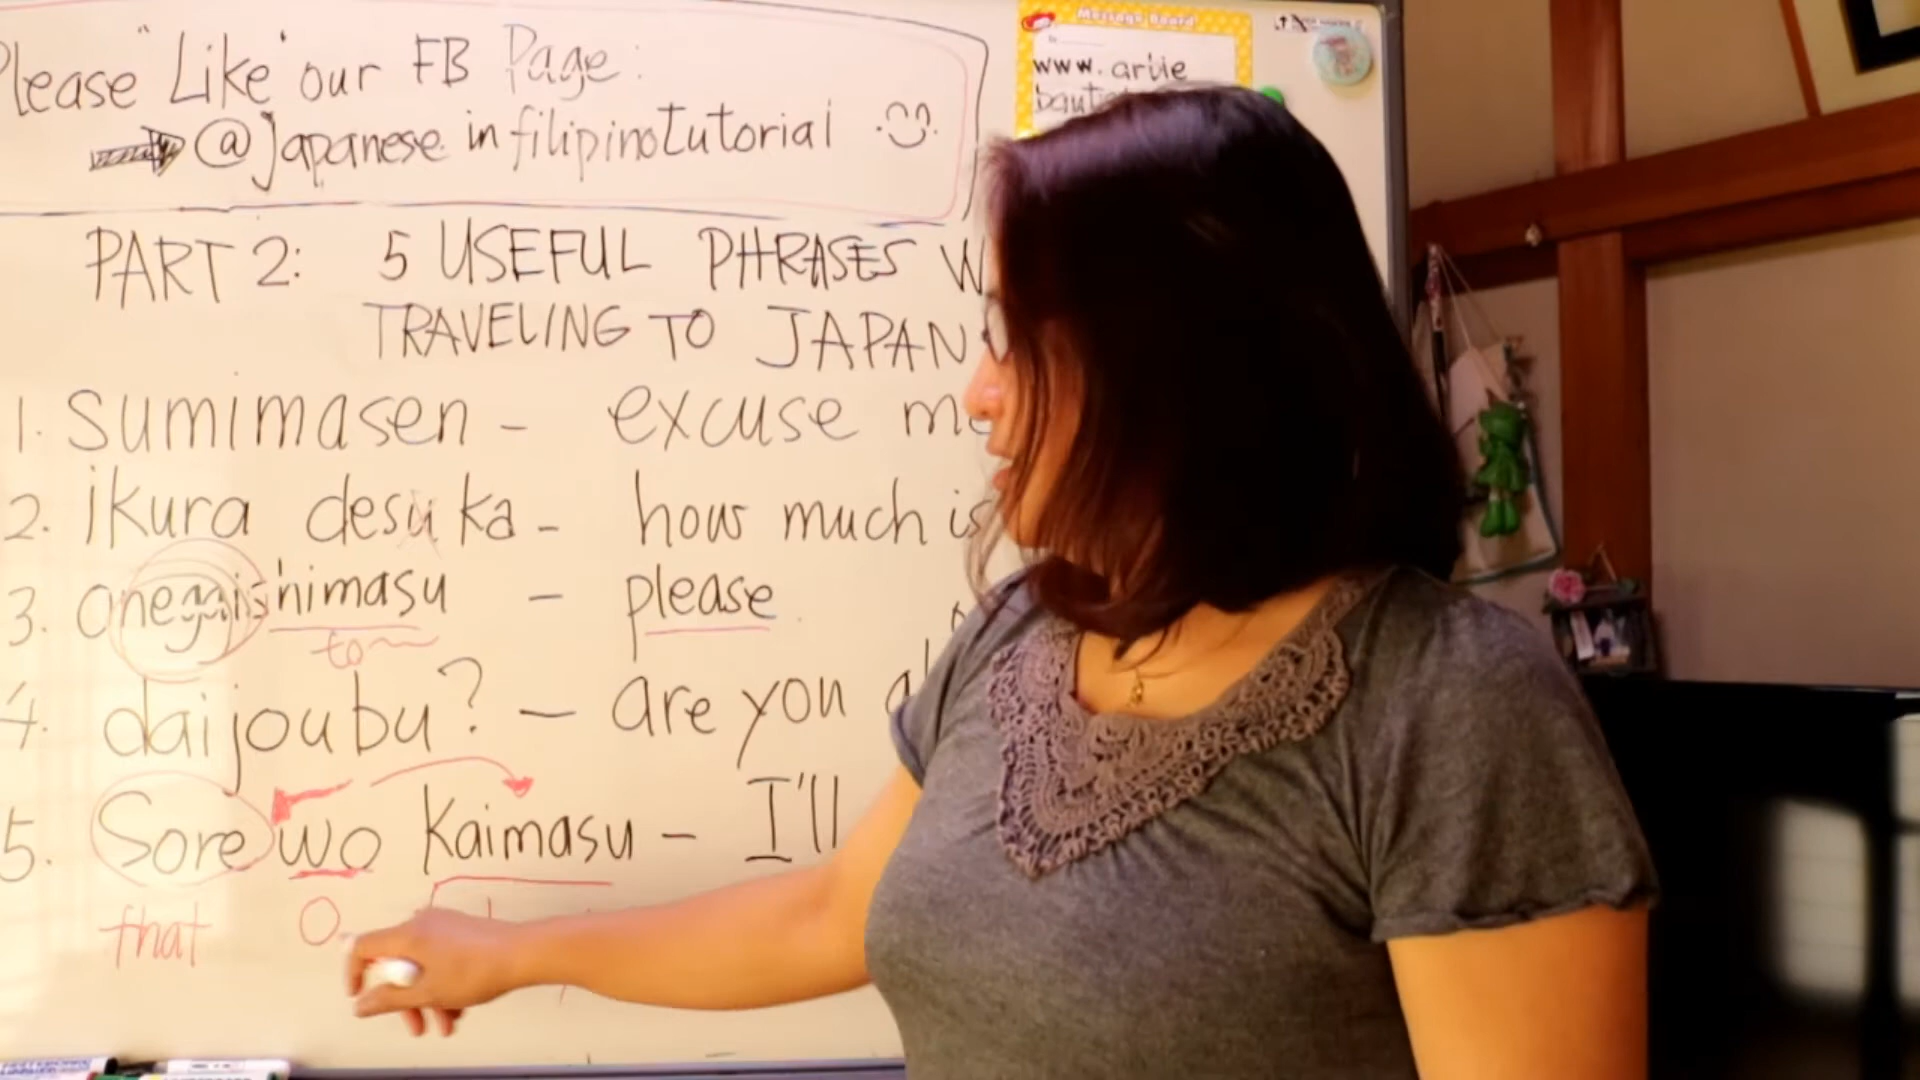 Please "Like" our FB Page:
@japanese in filipinotutorial
Message Board
www.arvie
PART 2: 5 USEFUL PHRASES W
TRAVELING TO JAPAN
1. sumimasen - excuse me
2. ikura desu ka - how much is
3. onegaishimasu - please
to
4. daijoubu? - are you
5. Sore wo Kaimasu - I'll
that O